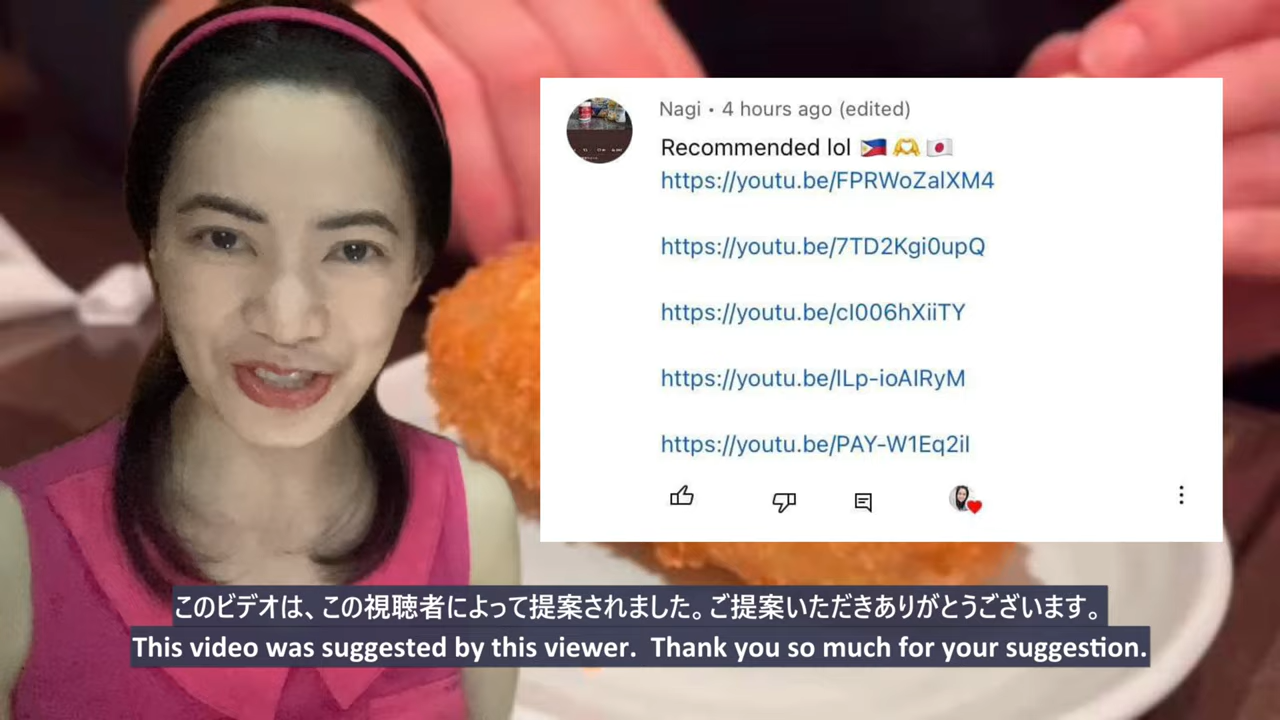 Nagi • 4 hours ago (edited)
Recommended lol 🇵🇭🫶🇯🇵
https://youtu.be/FPRWoZalXM4
https://youtu.be/7TD2Kgi0upQ
https://youtu.be/cI006hXiiTY
https://youtu.be/ILp-ioAIRyM
https://youtu.be/PAY-W1Eq2iI
このビデオは、この視聴者によって提案されました。ご提案いただきありがとうございます。
This video was suggested by this viewer.  Thank you so much for your suggestion.